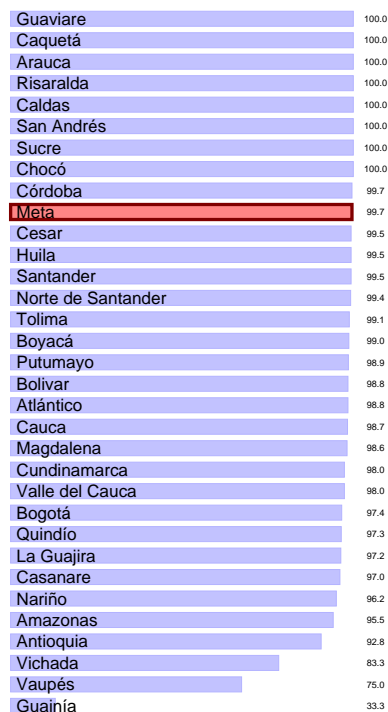 Guaviare 100.0
Caquetá 100.0
Arauca 100.0
Risaralda 100.0
Caldas 100.0
San Andrés 100.0
Sucre 100.0
Chocó 100.0
Córdoba 99.7
Meta 99.7
Cesar 99.5
Huila 99.5
Santander 99.5
Norte de Santander 99.4
Tolima 99.1
Boyacá 99.0
Putumayo 98.9
Bolivar 98.8
Atlántico 98.8
Cauca 98.7
Magdalena 98.6
Cundinamarca 98.0
Valle del Cauca 98.0
Bogotá 97.4
Quindío 97.3
La Guajira 97.2
Casanare 97.0
Nariño 96.2
Amazonas 95.5
Antioquia 92.8
Vichada 83.3
Vaupés 75.0
Guainía 33.3